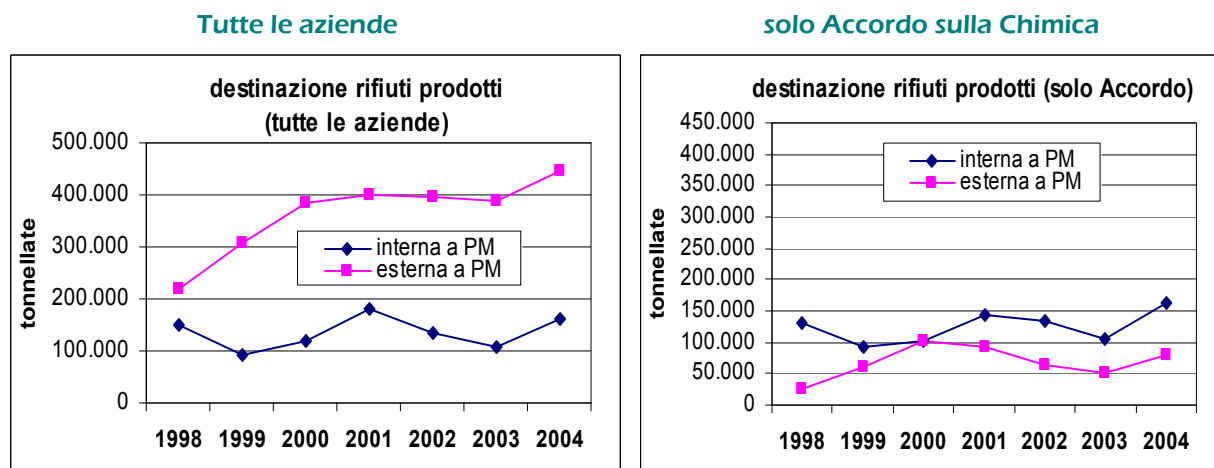 Tutte le aziende
solo Accordo sulla Chimica
destinazione rifiuti prodotti
(tutte le aziende)
500.000
400.000
300.000
200.000
100.000
0
tonnellate
interna a PM
esterna a PM
1998 1999 2000 2001 2002 2003 2004
destinazione rifiuti prodotti (solo Accordo)
450.000
400.000
350.000
300.000
250.000
200.000
150.000
100.000
50.000
0
tonnellate
interna a PM
esterna a PM
1998 1999 2000 2001 2002 2003 2004